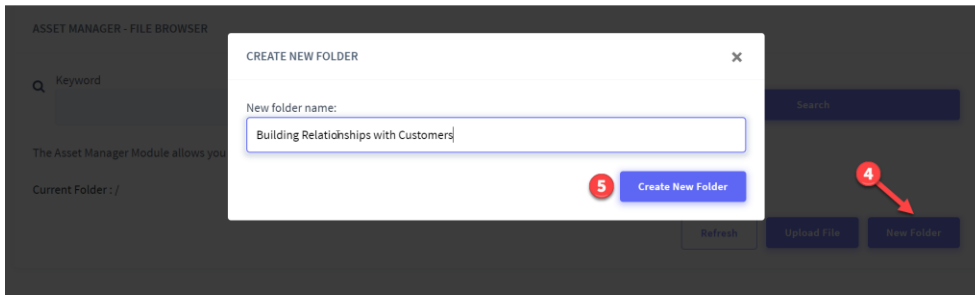 ASSET MANAGER - FILE BROWSER
CREATE NEW FOLDER
×
Keyword
New folder name:
Search
Building Relationships with Customers
The Asset Manager Module allows you
Current Folder : /
4
5
Create New Folder
Refresh
Upload File
New Folder